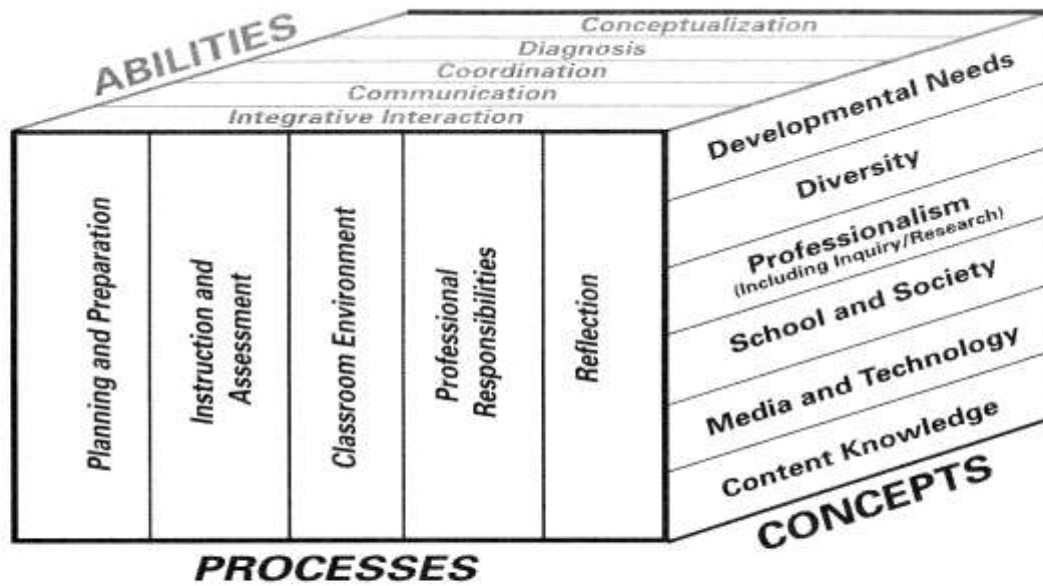 ABILITIES
Conceptualization
Diagnosis
Coordination
Communication
Integrative Interaction
Planning and Preparation
Instruction and
Assessment
Classroom Environment
Professional
Responsibilities
Reflection
PROCESSES
Developmental Needs
Diversity
Professionalism
(Including Inquiry/Research)
School and Society
Media and Technology
Content Knowledge
CONCEPTS